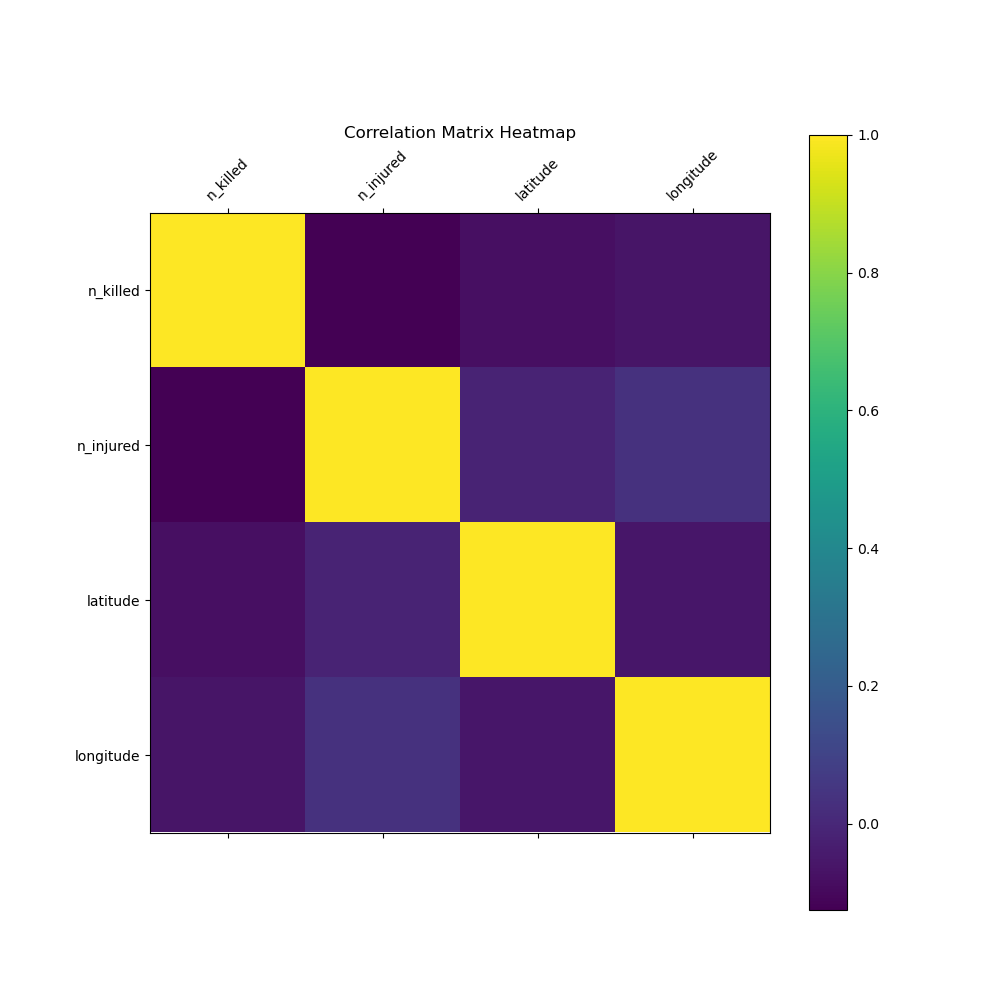 Correlation Matrix Heatmap
n_killed
n_injured
latitude
longitude
n_killed
n_injured
latitude
longitude
1.0
0.8
0.6
0.4
0.2
0.0